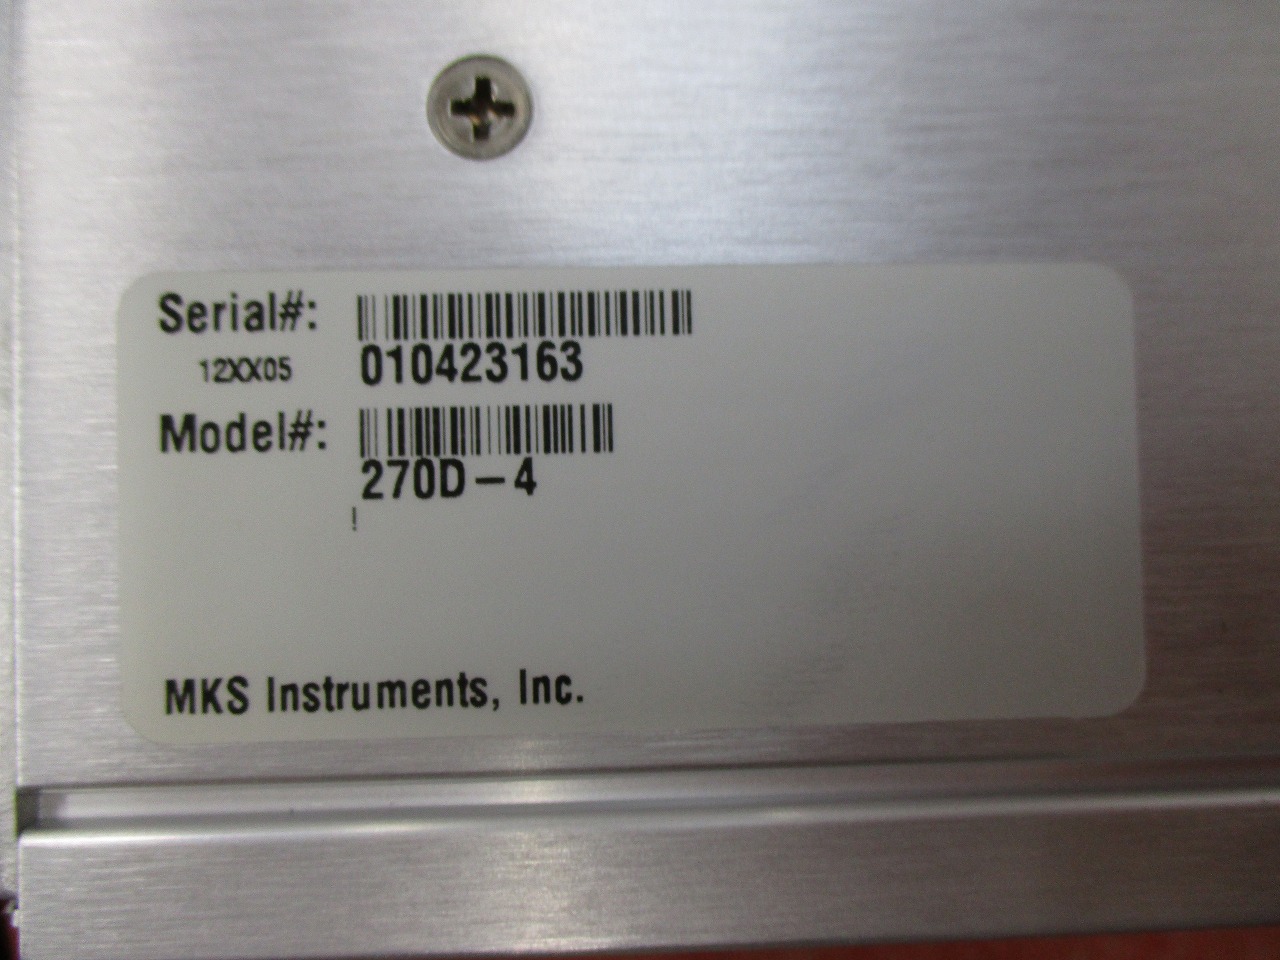 Serial#:
12XX05 010423163
Model#:
270D-4
MKS Instruments, Inc.